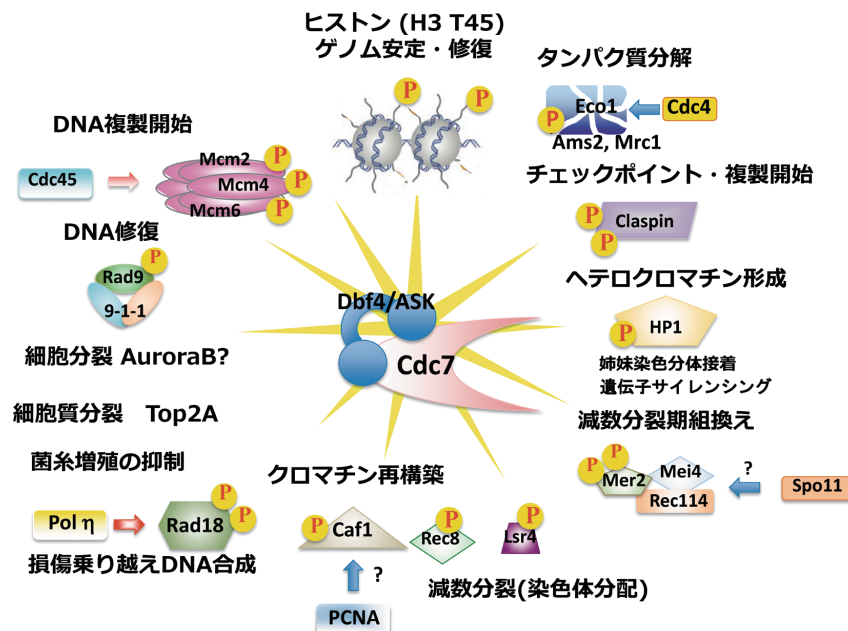 ヒストン (H3 T45)
ゲノム安定・修復
P
P
タンパク質分解
Eco1
Cdc4
P
Ams2, Mrc1
DNA複製開始
Cdc45
Mcm2
P
Mcm4
P
Mcm6
P
チェックポイント・複製開始
P
Claspin
P
DNA修復
P
Rad9
9-1-1
ヘテロクロマチン形成
P
HP1
姉妹染色分体接着
遺伝子サイレンシング
Dbf4/ASK
Cdc7
細胞分裂 AuroraB?
細胞質分裂 Top2A
減数分裂期組換え
P
P
Mer2
Mei4
Rec114
?
Spo11
菌糸増殖の抑制
Pol η
P
Rad18
P
損傷乗り越えDNA合成
クロマチン再構築
P
Caf1
P
Rec8
P
Lsr4
?
PCNA
減数分裂(染色体分配)